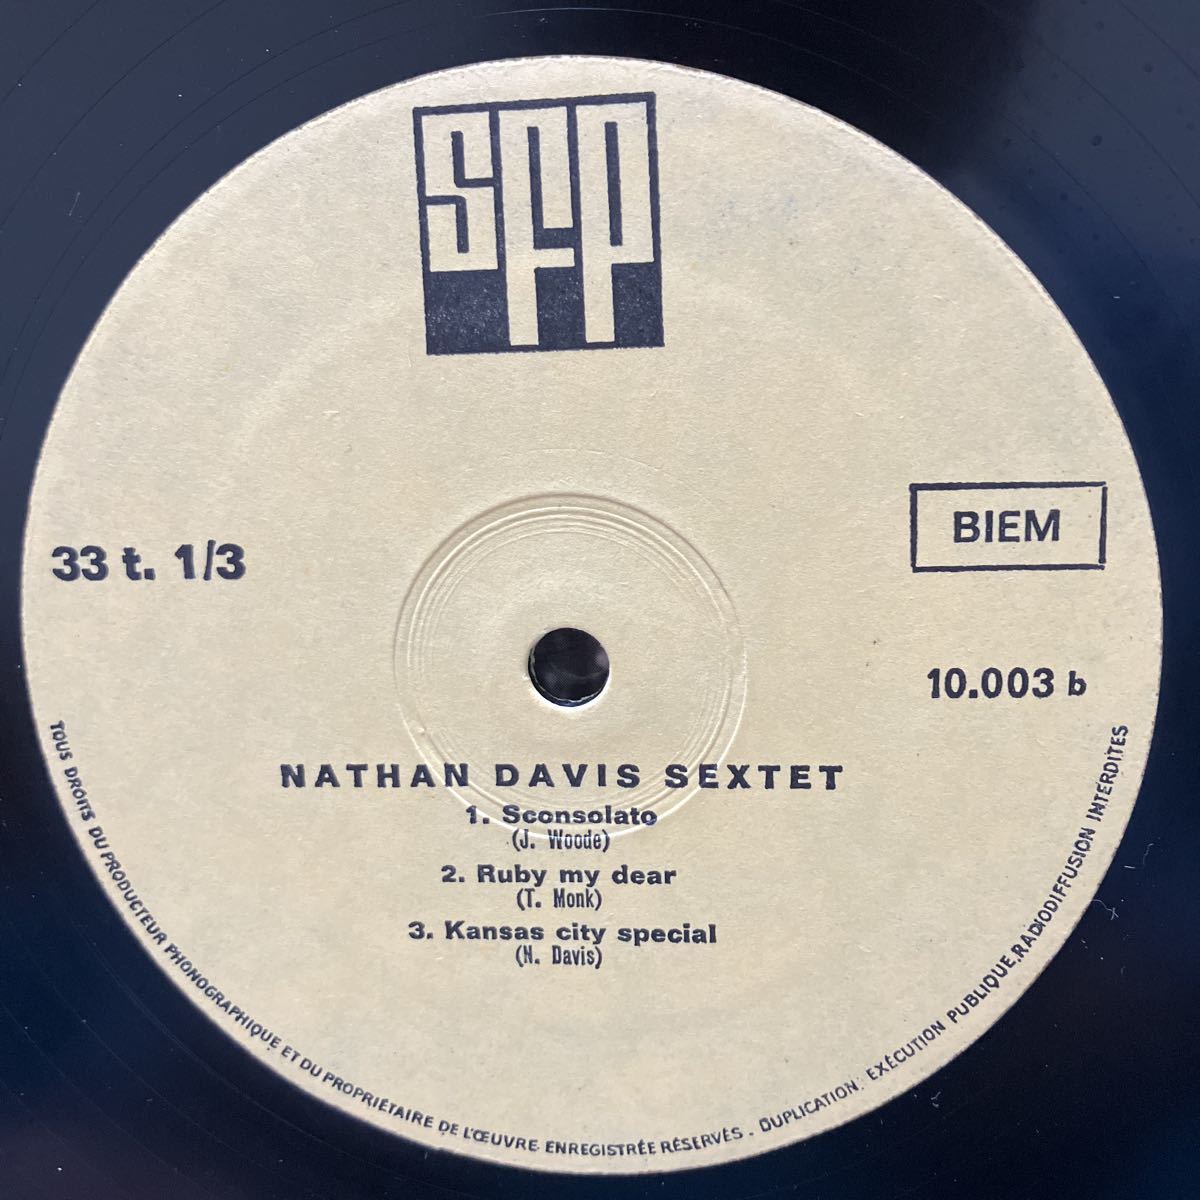 SFP
33 t. 1/3
BIEM
10.003 b
NATHAN DAVIS SEXTET
1. Sconsolato
(J. Woode)
2. Ruby my dear
(T. Monk)
3. Kansas city special
(N. Davis)
TOUS DROITS DU PRODUCTEUR PHONOGRAPHIQUE ET DU PROPRIÉTAIRE DE L'ŒUVRE ENREGISTRÉE RÉSERVÉS . DUPLICATION: EXÉCUTION PUBLIQUE, RADIODIFFUSION INTERDITES